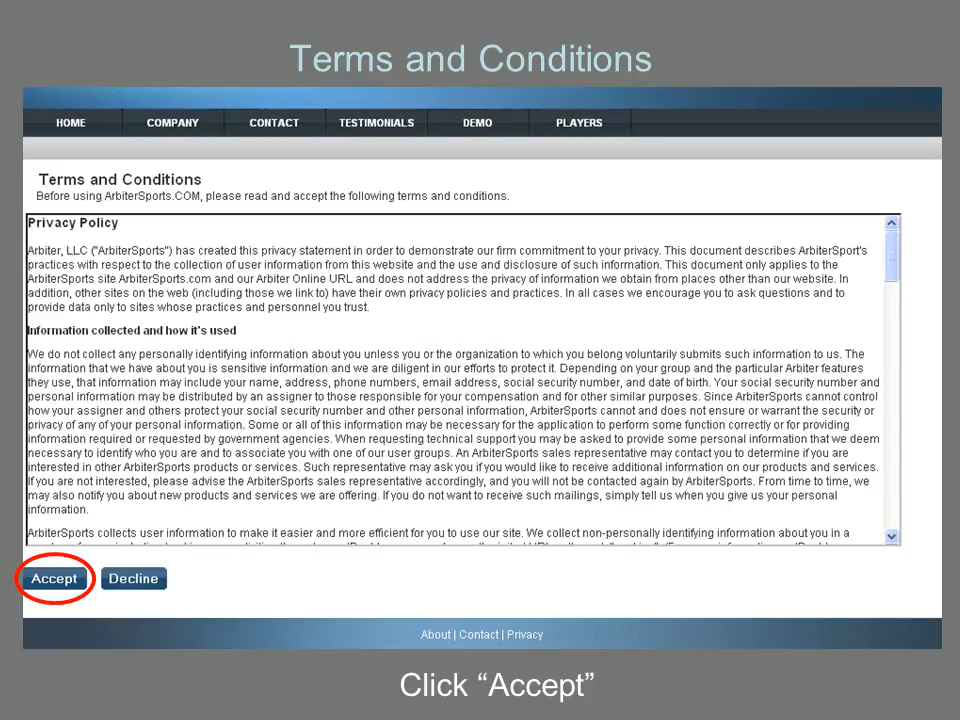 Terms and Conditions
HOME COMPANY CONTACT TESTIMONIALS DEMO PLAYERS
Terms and Conditions
Before using ArbiterSports.COM, please read and accept the following terms and conditions.
Privacy Policy
Arbiter, LLC ("ArbiterSports") has created this privacy statement in order to demonstrate our firm commitment to your privacy. This document describes ArbiterSport's
practices with respect to the collection of user information from this website and the use and disclosure of such information. This document only applies to the
ArbiterSports site ArbiterSports.com and our Arbiter Online URL and does not address the privacy of information we obtain from places other than our website. In
addition, other sites on the web (including those we link to) have their own privacy policies and practices. In all cases we encourage you to ask questions and to
provide data only to sites whose practices and personnel you trust.
Information collected and how it's used
We do not collect any personally identifying information about you unless you or the organization to which you belong voluntarily submits such information to us. The
information that we have about you is sensitive information and we are diligent in our efforts to protect it. Depending on your group and the particular Arbiter features
they use, that information may include your name, address, phone numbers, email address, social security number, and date of birth. Your social security number and
personal information may be distributed by an assigner to those responsible for your compensation and for other similar purposes. Since ArbiterSports cannot control
how your assigner and others protect your social security number and other personal information, ArbiterSports cannot and does not ensure or warrant the security or
privacy of any of your personal information. Some or all of this information may be necessary for the application to perform some function correctly or for providing
information required or requested by government agencies. When requesting technical support you may be asked to provide some personal information that we deem
necessary to identify who you are and to associate you with one of our user groups. An ArbiterSports sales representative may contact you to determine if you are
interested in other ArbiterSports products or services. Such representative may ask you if you would like to receive additional information on our products and services.
If you are not interested, please advise the ArbiterSports sales representative accordingly, and you will not be contacted again by ArbiterSports. From time to time, we
may also notify you about new products and services we are offering. If you do not want to receive such mailings, simply tell us when you give us your personal
information.
ArbiterSports collects user information to make it easier and more efficient for you to use our site. We collect non-personally identifying information about you in a
Accept Decline
About | Contact | Privacy
Click “Accept”